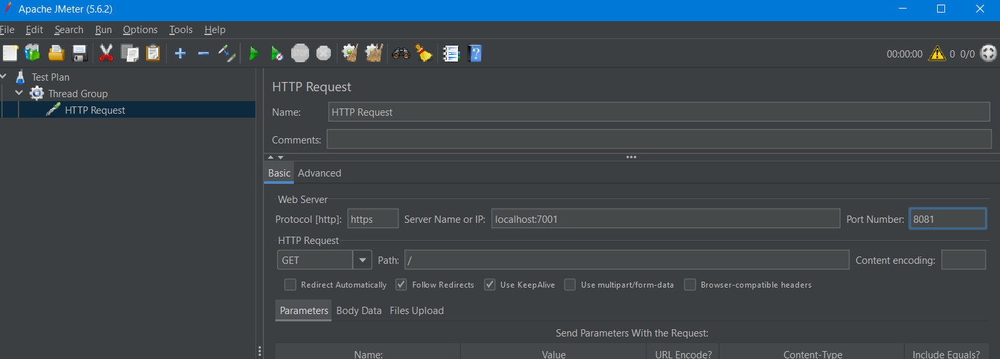 Apache JMeter (5.6.2)
File Edit Search Run Options Tools Help
STOP
00:00:00 0 0/0
Test Plan
Thread Group
HTTP Request
HTTP Request
Name: HTTP Request
Comments:
Basic Advanced
Web Server
Protocol [http]: https Server Name or IP: localhost:7001 Port Number: 8081
HTTP Request
GET Path: / Content encoding:
Redirect Automatically Follow Redirects Use KeepAlive Use multipart/form-data Browser-compatible headers
Parameters Body Data Files Upload
Send Parameters With the Request:
Name: Value URL Encode? Content-Type Include Equals?